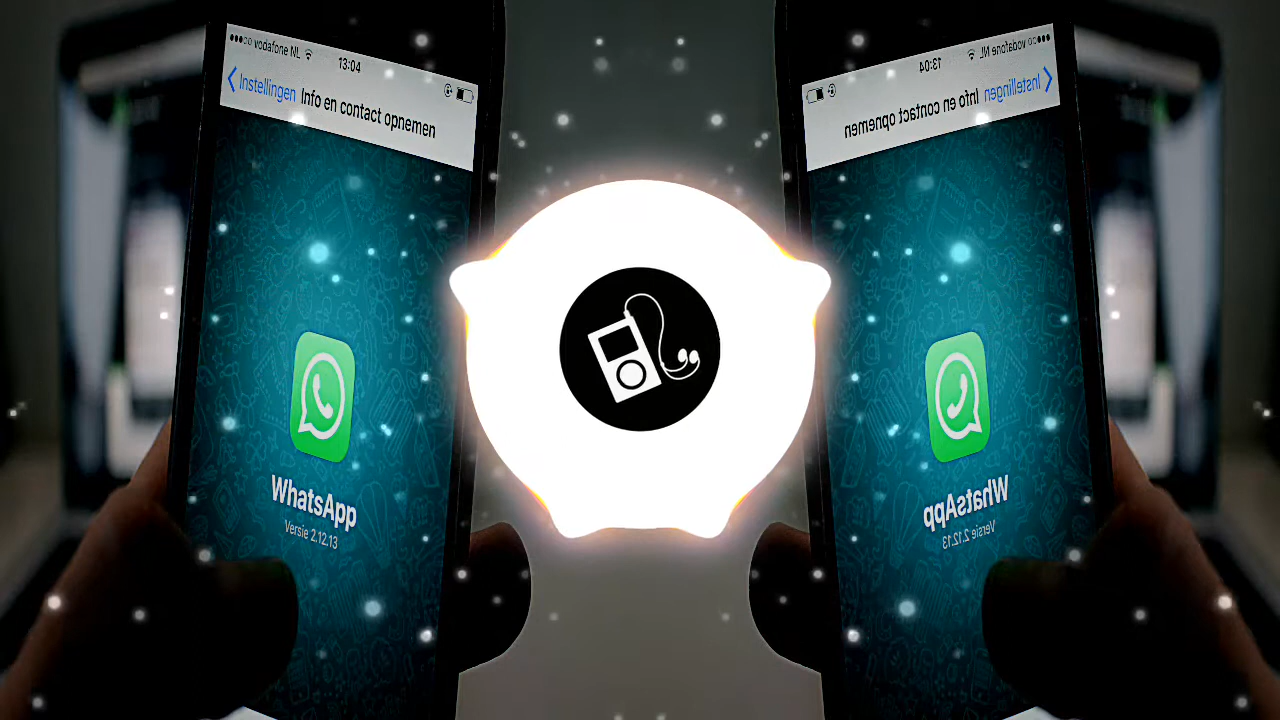 vodafone NL 13:04
Instellingen Info en contact opnemen
WhatsApp
Versie 2.12.13
vodafone NL 13:04
Instellingen Info en contact opnemen
WhatsApp
Versie 2.12.13